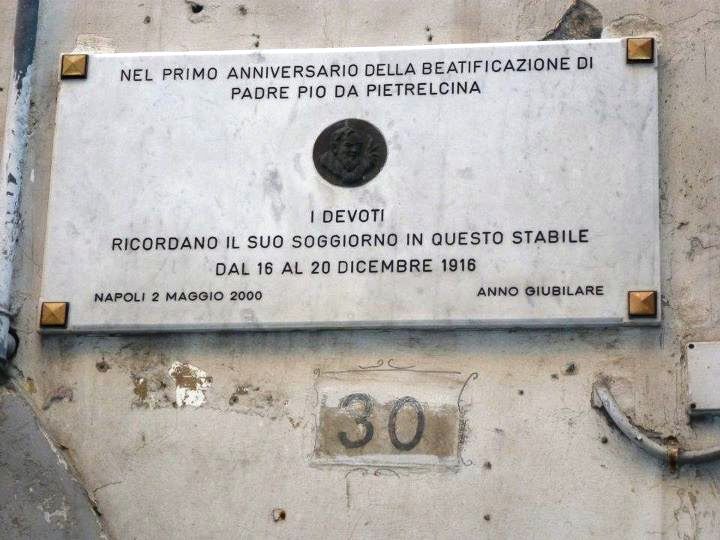 NEL PRIMO ANNIVERSARIO DELLA BEATIFICAZIONE DI
PADRE PIO DA PIETRELCINA
I DEVOTI
RICORDANO IL SUO SOGGIORNO IN QUESTO STABILE
DAL 16 AL 20 DICEMBRE 1916
NAPOLI 2 MAGGIO 2000 ANNO GIUBILARE
30